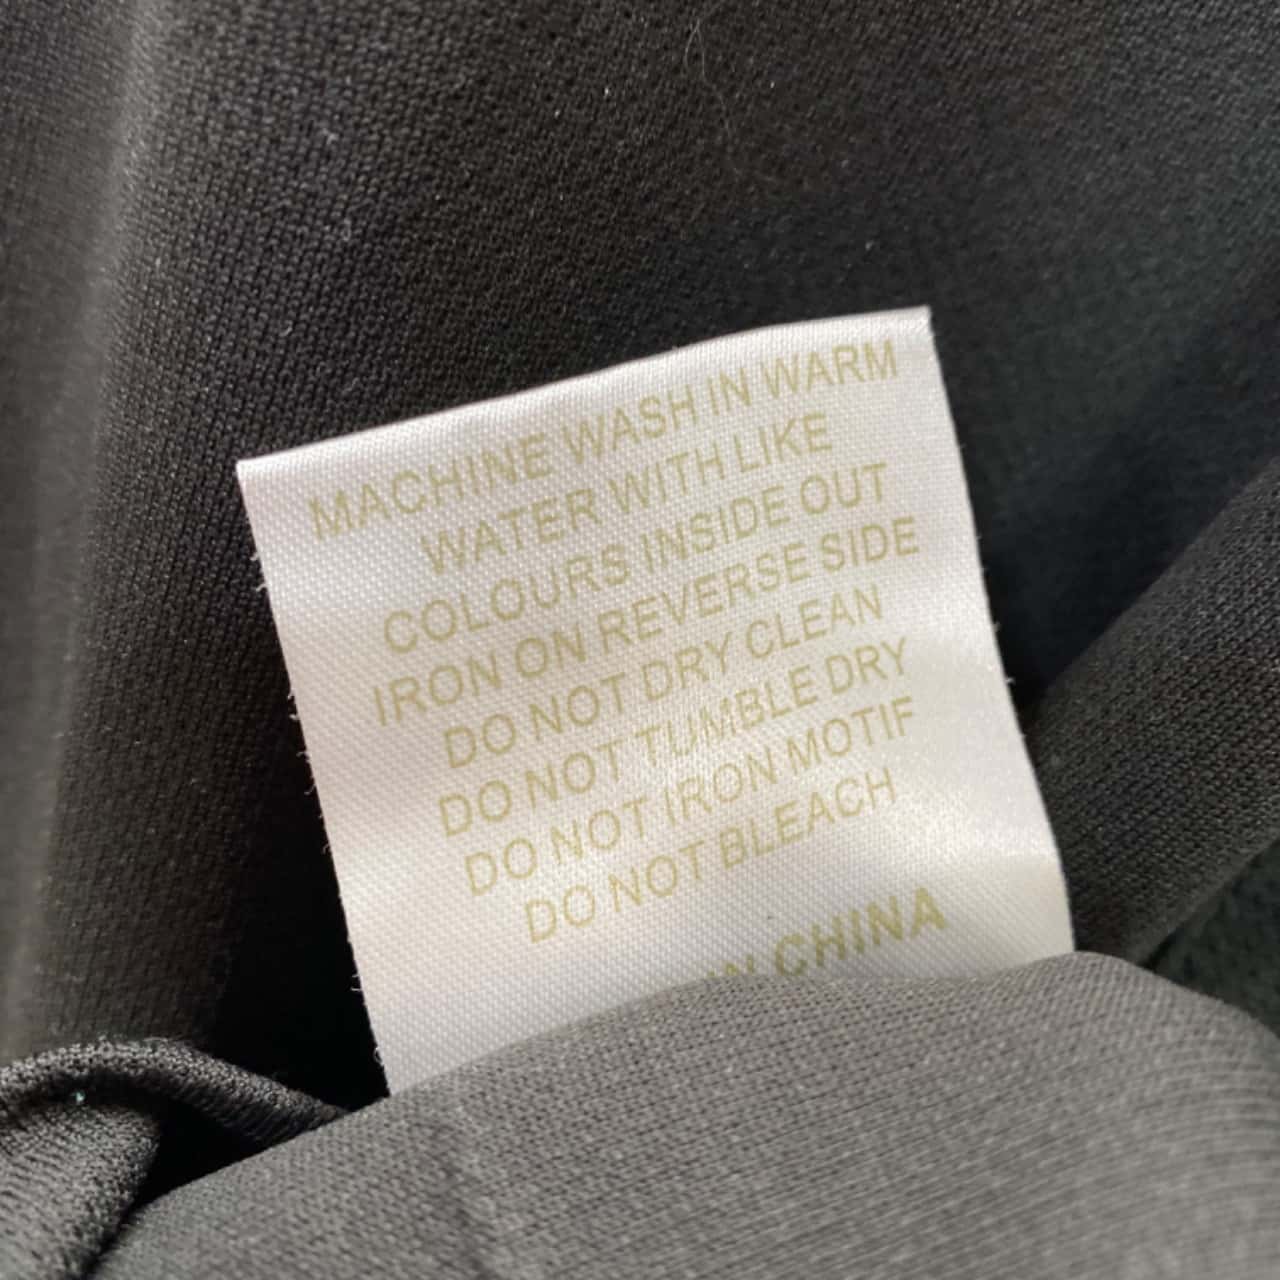 MACHINE WASH IN WARM
WATER WITH LIKE
COLOURS INSIDE OUT
IRON ON REVERSE SIDE
DO NOT DRY CLEAN
DO NOT TUMBLE DRY
DO NOT IRON MOTIF
DO NOT BLEACH
IN CHINA